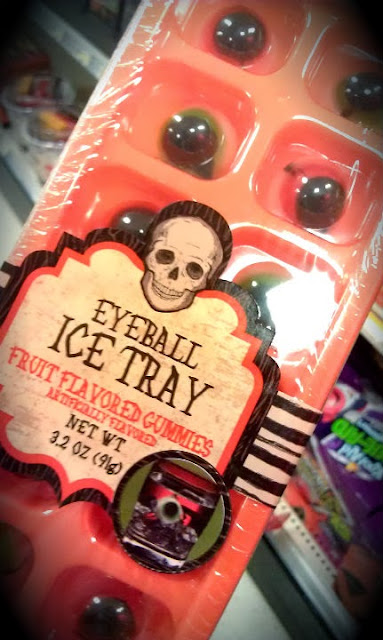 EYEBALL
ICE TRAY
FRUIT FLAVORED GUMMIES
ARTIFICIALLY FLAVORED
NET WT
3.2 OZ (91g)